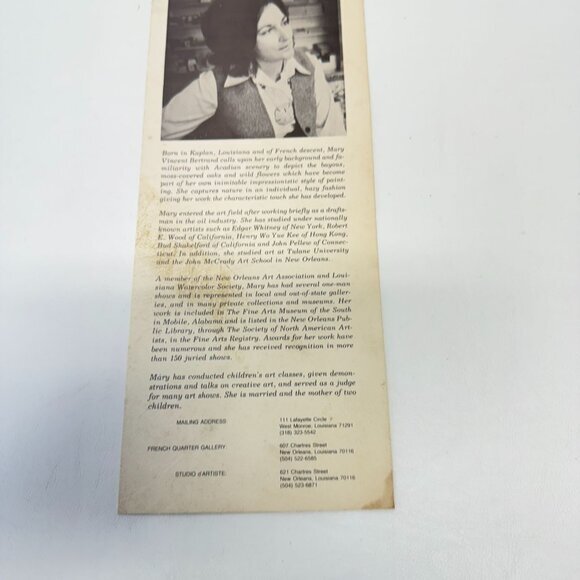 Born in Kaplan, Louisiana and of French descent, Mary
Vincent Bertrand calls upon her early background and fa-
miliarity with Acadian scenery to depict the bayous,
moss-covered oaks and wild flowers which have become
part of her own inimitable impressionistic style of paint-
ing. She captures nature in an individual, hazy fashion
giving her work the characteristic touch she has developed.
Mary entered the art field after working briefly as a drafts-
man in the oil industry. She has studied under nationally
known artists such as Edgar Whitney of New York, Robert
E. Wood of California, Henry Wo Yue Kee of Hong Kong,
Bud Shakelford of California and John Pellew of Connec-
ticut. In addition, she studied art at Tulane University
and the John McCrady Art School in New Orleans.
A member of the New Orleans Art Association and Loui-
siana Watercolor Society, Mary has had several one-man
shows and is represented in local and out-of-state galler-
ies, and in many private collections and museums. Her
work is included in The Fine Arts Museum of the South
in Mobile, Alabama and is listed in the New Orleans Pub-
lic Library, through The Society of North American Art-
ists, in the Fine Arts Registry. Awards for her work have
been numerous and she has received recognition in more
than 150 juried shows.
Mary has conducted children's art classes, given demon-
strations and talks on creative art, and served as a judge
for many art shows. She is married and the mother of two
children.
MAILING ADDRESS: 111 Lafayette Circle
West Monroe, Louisiana 71291
(318) 323-5542
FRENCH QUARTER GALLERY: 607 Chartres Street
New Orleans, Louisiana 70116
(504) 522-6585
STUDIO d'ARTISTE: 621 Chartres Street
New Orleans, Louisiana 70116
(504) 523-6871